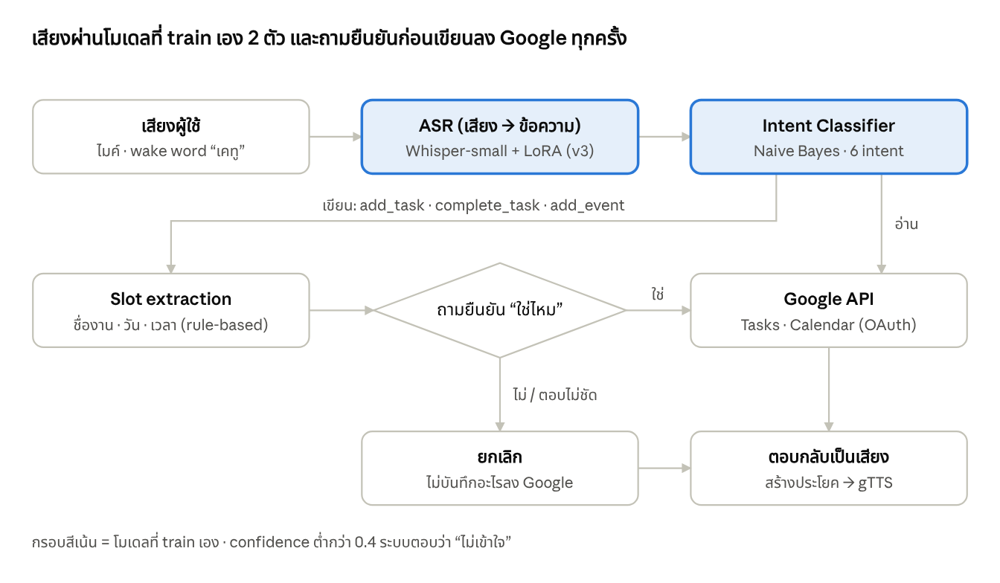 เสียงผ่านโมเดลที่ train เอง 2 ตัว และถามยืนยันก่อนเขียนลง Google ทุกครั้ง
เสียงผู้ใช้
ไมค์ · wake word “เคทู”
ASR (เสียง → ข้อความ)
Whisper-small + LoRA (v3)
Intent Classifier
Naive Bayes · 6 intent
เขียน: add_task · complete_task · add_event
อ่าน
Slot extraction
ชื่องาน · วัน · เวลา (rule-based)
ถามยืนยัน “ใช่ไหม”
ใช่
Google API
Tasks · Calendar (OAuth)
ไม่ / ตอบไม่ชัด
ยกเลิก
ไม่บันทึกอะไรลง Google
ตอบกลับเป็นเสียง
สร้างประโยค → gTTS
กรอบสีเน้น = โมเดลที่ train เอง · confidence ต่ำกว่า 0.4 ระบบตอบว่า “ไม่เข้าใจ”